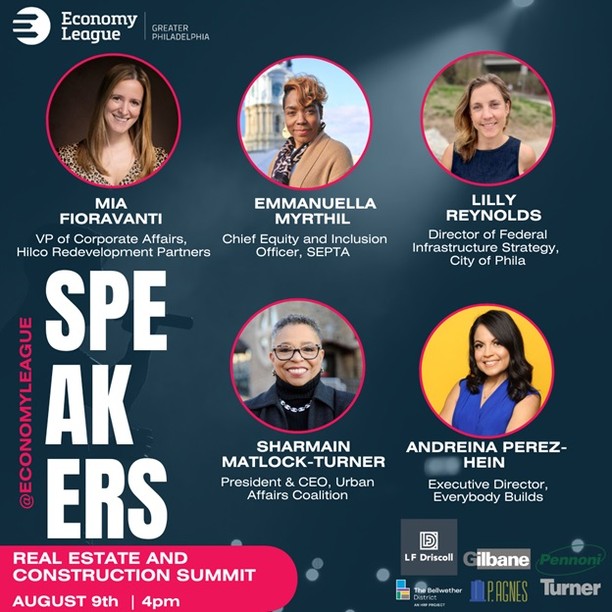 Economy
League
GREATER
PHILADELPHIA
MIA
FIORAVANTI
VP of Corporate Affairs,
Hilco Redevelopment Partners
EMMANUELLA
MYRTHIL
Chief Equity and Inclusion
Officer, SEPTA
LILLY
REYNOLDS
Director of Federal
Infrastructure Strategy,
City of Phila
@ECONOMYLEAGUE
SPE
AK
ERS
SHARMAIN
MATLOCK-TURNER
President & CEO, Urban
Affairs Coalition
ANDREINA PEREZ-
HEIN
Executive Director,
Everybody Builds
REAL ESTATE AND
CONSTRUCTION SUMMIT
AUGUST 9th | 4pm
LF Driscoll
Gilbane
Pennoni
The Bellwether
District
AN HRP PROJECT
P.AGNES
Turner